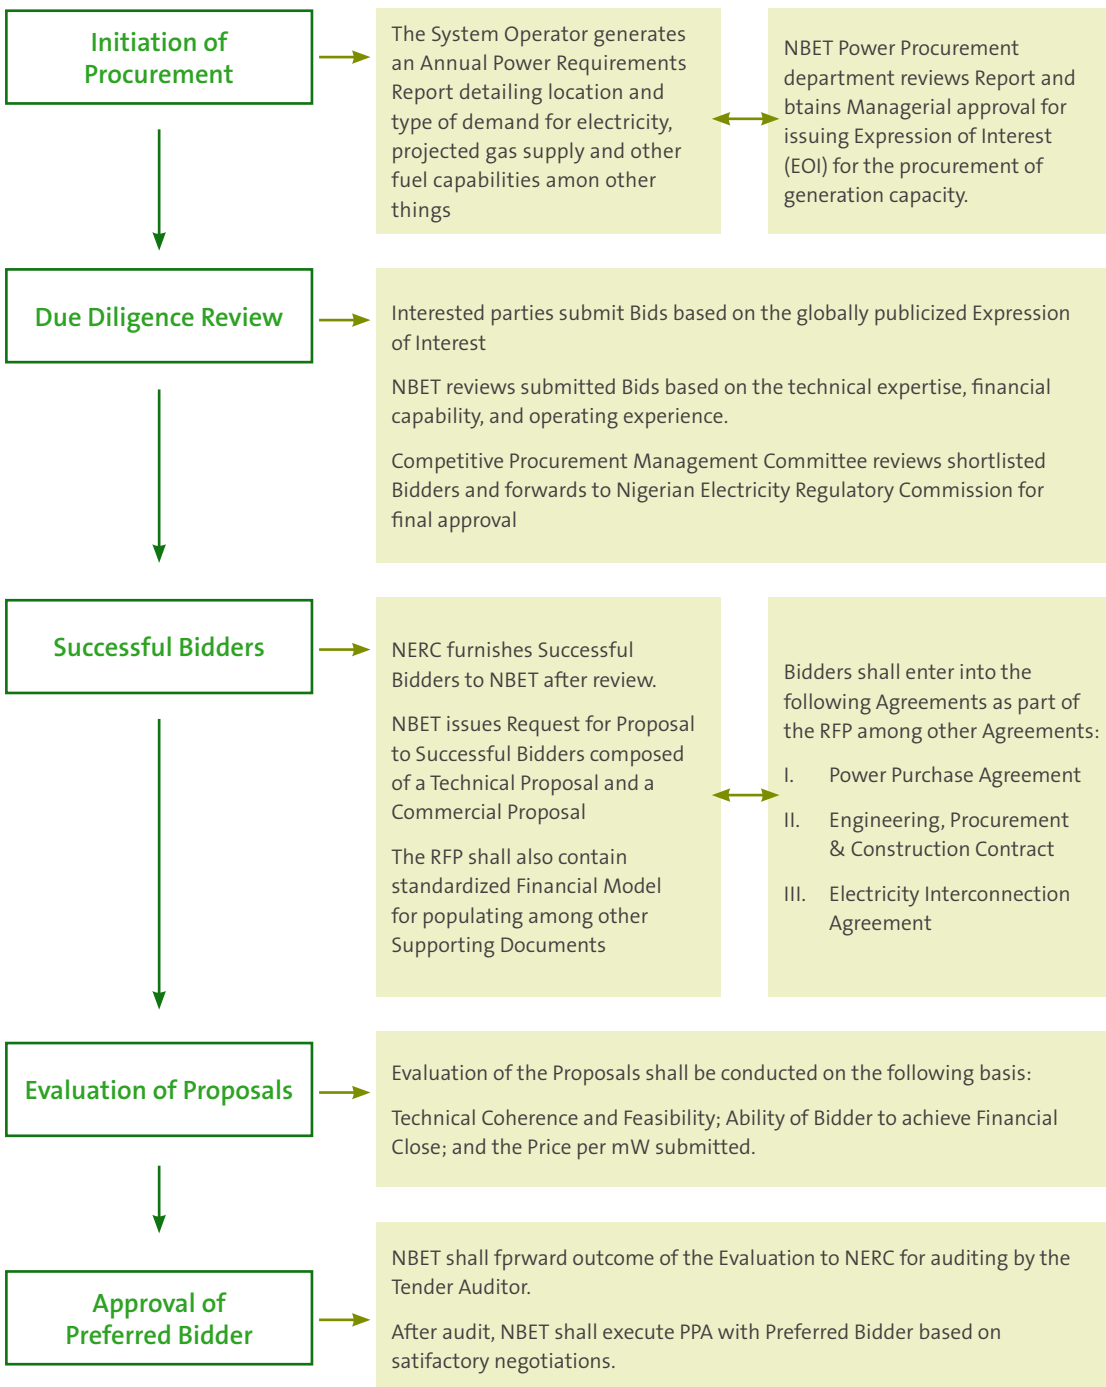 Initiation of
Procurement
The System Operator generates
an Annual Power Requirements
Report detailing location and
type of demand for electricity,
projected gas supply and other
fuel capabilities amon other
things
NBET Power Procurement
department reviews Report and
btains Managerial approval for
issuing Expression of Interest
(EOI) for the procurement of
generation capacity.
Due Diligence Review
Interested parties submit Bids based on the globally publicized Expression
of Interest
NBET reviews submitted Bids based on the technical expertise, financial
capability, and operating experience.
Competitive Procurement Management Committee reviews shortlisted
Bidders and forwards to Nigerian Electricity Regulatory Commission for
final approval
Successful Bidders
NERC furnishes Successful
Bidders to NBET after review.
NBET issues Request for Proposal
to Successful Bidders composed
of a Technical Proposal and a
Commercial Proposal
The RFP shall also contain
standardized Financial Model
for populating among other
Supporting Documents
Bidders shall enter into the
following Agreements as part of
the RFP among other Agreements:
I. Power Purchase Agreement
II. Engineering, Procurement
& Construction Contract
III. Electricity Interconnection
Agreement
Evaluation of Proposals
Evaluation of the Proposals shall be conducted on the following basis:
Technical Coherence and Feasibility; Ability of Bidder to achieve Financial
Close; and the Price per mW submitted.
Approval of
Preferred Bidder
NBET shall fprward outcome of the Evaluation to NERC for auditing by the
Tender Auditor.
After audit, NBET shall execute PPA with Preferred Bidder based on
satifactory negotiations.